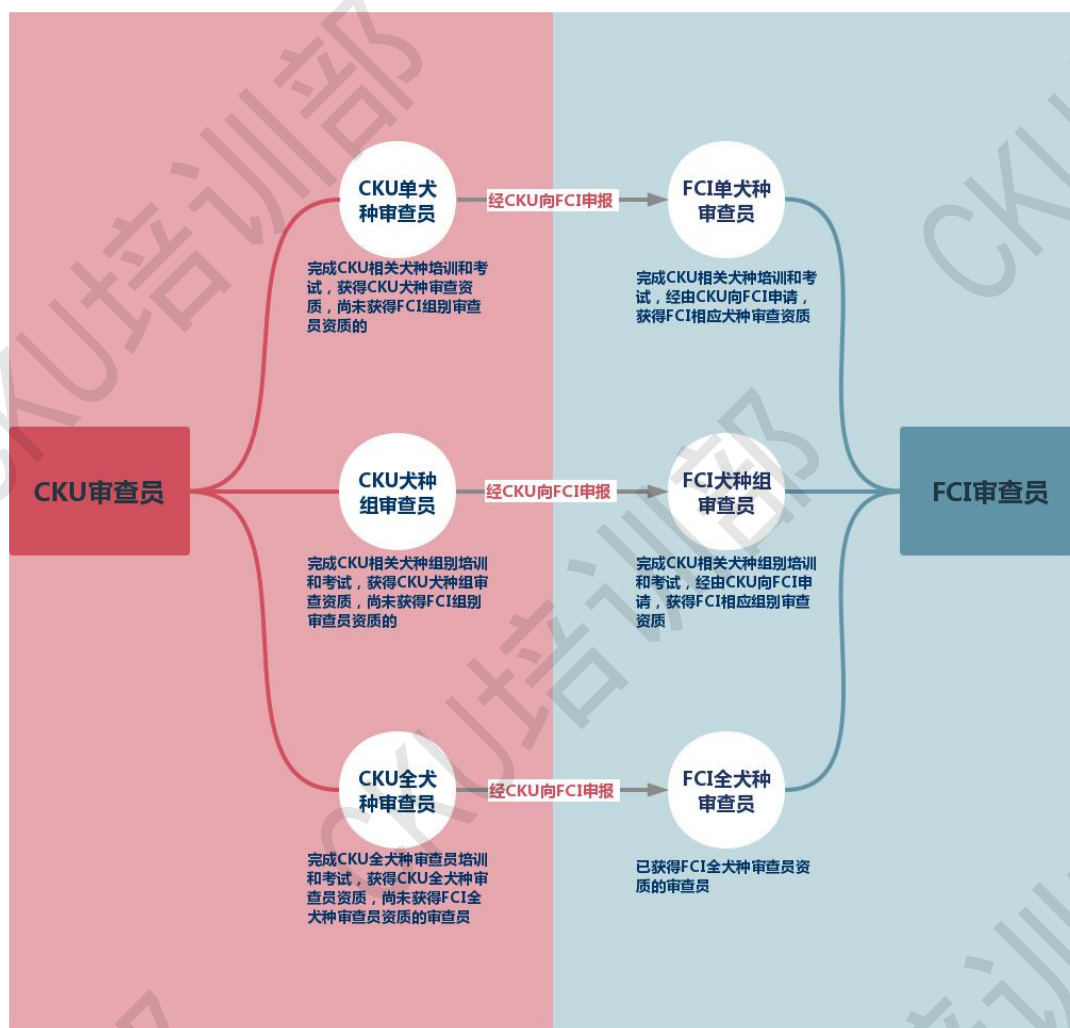 CKU培训部
CKU
CKU单犬
种审查员
经CKU向FCI申报
FCI单犬种
审查员
完成CKU相关犬种培训和考
试，获得CKU犬种审查资
质，尚未获得FCI组别审查
员资质的
完成CKU相关犬种培训和考
试，经由CKU向FCI申请，
获得FCI相应犬种审查资质
CKU审查员
CKU犬种
组审查员
经CKU向FCI申报
FCI犬种组
审查员
FCI审查员
完成CKU相关犬种组别培训
和考试，获得CKU犬种组审
查资质，尚未获得FCI组别
审查员资质的
完成CKU相关犬种组别培训
和考试，经由CKU向FCI申
请，获得FCI相应组别审查
资质
CKU培训部
CKU全犬
种审查员
经CKU向FCI申报
FCI全犬种
审查员
完成CKU全犬种审查员培训
和考试，获得CKU全犬种审
查员资质，尚未获得FCI全
犬种审查员资质的审查员
已获得FCI全犬种审查员资
质的审查员